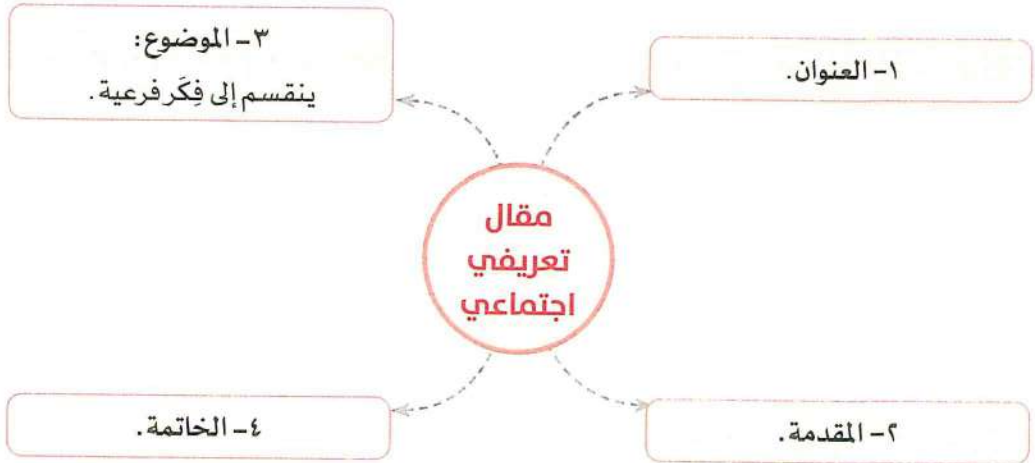 ١- العنوان.
٣- الموضوع:
ينقسم إلى فِكَر فرعية.
مقال
تعريفي
اجتماعي
٢- المقدمة.
٤- الخاتمة.